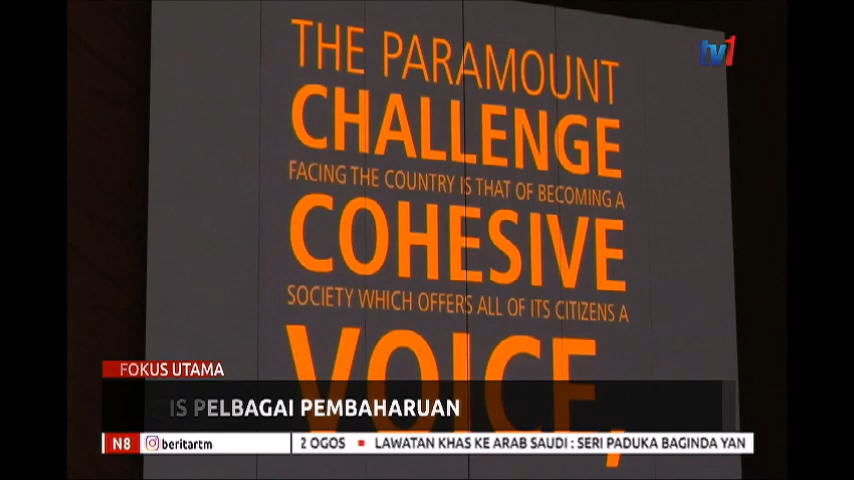 THE PARAMOUNT
CHALLENGE
FACING THE COUNTRY IS THAT OF BECOMING A
COHESIVE
SOCIETY WHICH OFFERS ALL OF ITS CITIZENS A
VOICE,
tv1
FOKUS UTAMA
IS PELBAGAI PEMBAHARUAN
N8 beritartm 2 OGOS ▪ LAWATAN KHAS KE ARAB SAUDI : SERI PADUKA BAGINDA YAN